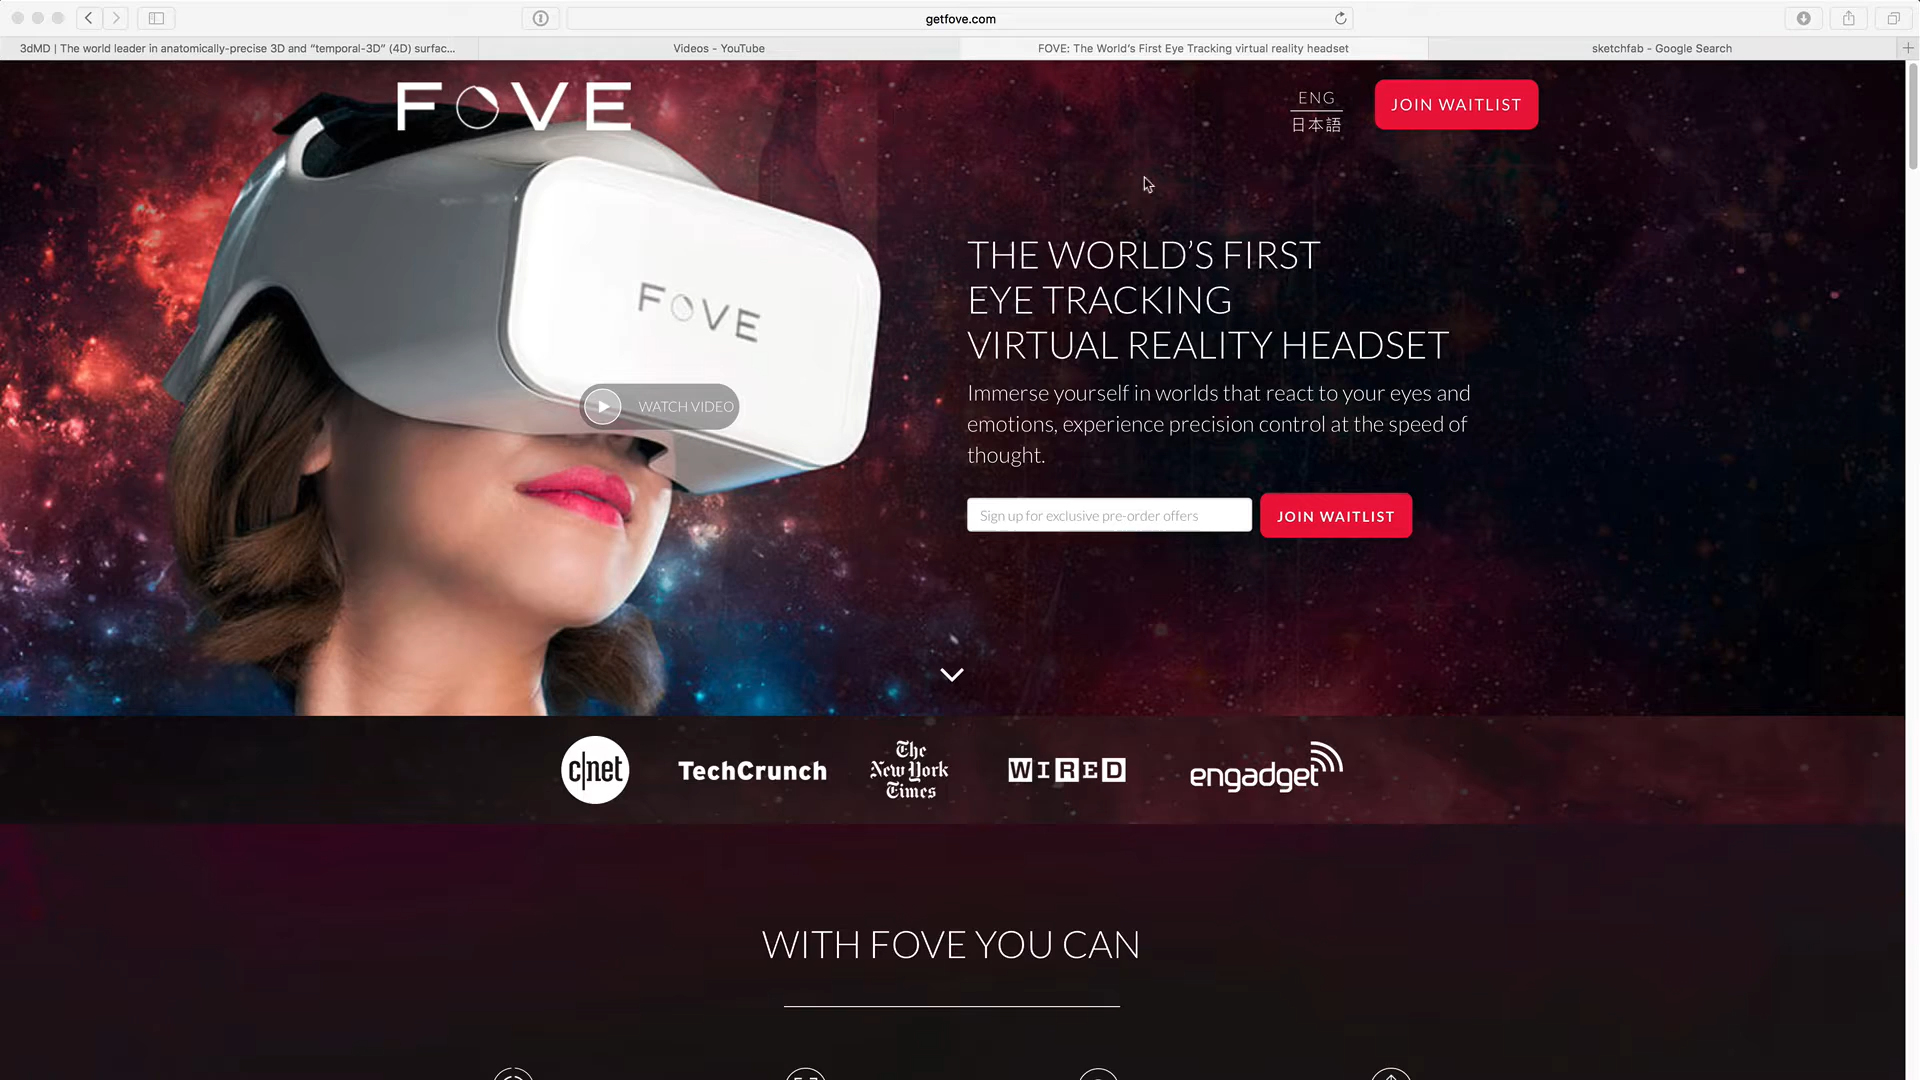 getfove.com
3dMD | The world leader in anatomically-precise 3D and “temporal-3D” (4D) surfac...
Videos - YouTube
FOVE: The World’s First Eye Tracking virtual reality headset
sketchfab - Google Search
FOVE
ENG
日本語
JOIN WAITLIST
THE WORLD’S FIRST
EYE TRACKING
VIRTUAL REALITY HEADSET
Immerse yourself in worlds that react to your eyes and
emotions, experience precision control at the speed of
thought.
FOVE
WATCH VIDEO
Sign up for exclusive pre-order offers
JOIN WAITLIST
c|net
TechCrunch
The
New York
Times
WIRED
engadget
WITH FOVE YOU CAN